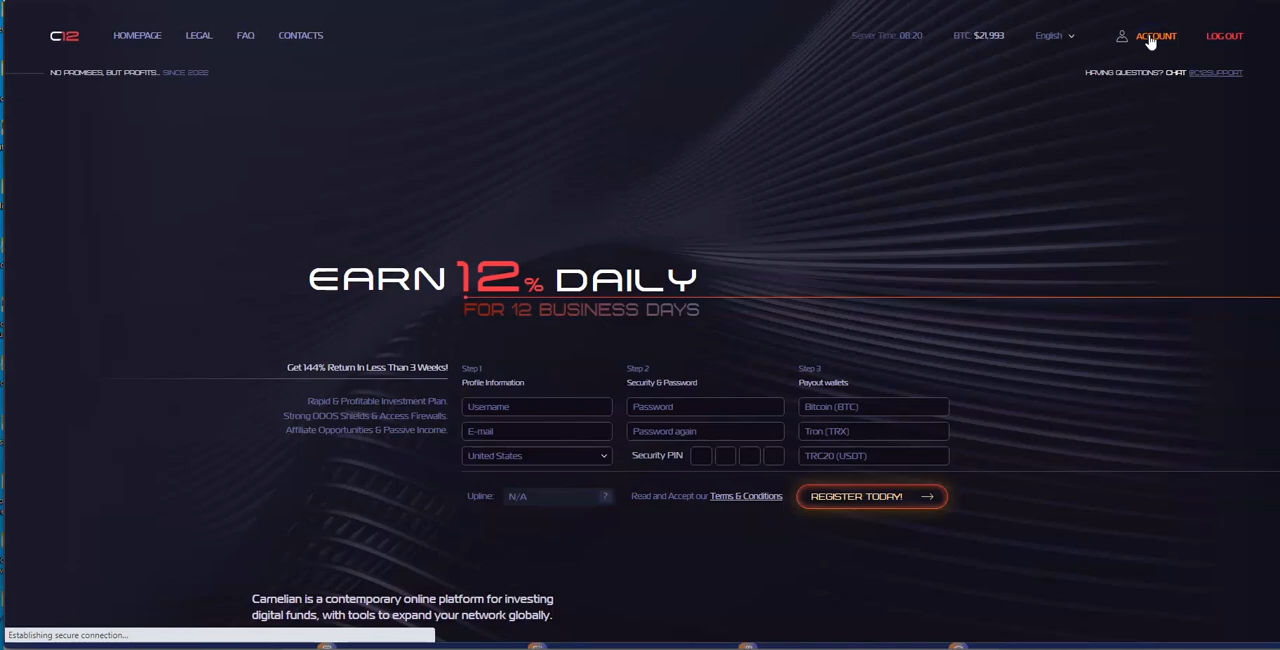 C12 HOMEPAGE LEGAL FAQ CONTACTS Server Time: 08:20 BTC: $21,993 English ACCOUNT LOG OUT
NO PROMISES, BUT PROFITS... SINCE 2022 HAVING QUESTIONS? CHAT @C12SUPPORT
EARN 12% DAILY
FOR 12 BUSINESS DAYS
Get 144% Return In Less Than 3 Weeks!
Rapid & Profitable Investment Plan.
Strong DDOS Shields & Access Firewalls.
Affiliate Opportunities & Passive Income.
Step 1
Profile Information
Username
E-mail
United States
Upline: N/A ?
Step 2
Security & Password
Password
Password again
Security PIN
Read and Accept our Terms & Conditions
Step 3
Payout wallets
Bitcoin (BTC)
Tron (TRX)
TRC20 (USDT)
REGISTER TODAY!
Carnelian is a contemporary online platform for investing
digital funds, with tools to expand your network globally.
Establishing secure connection...